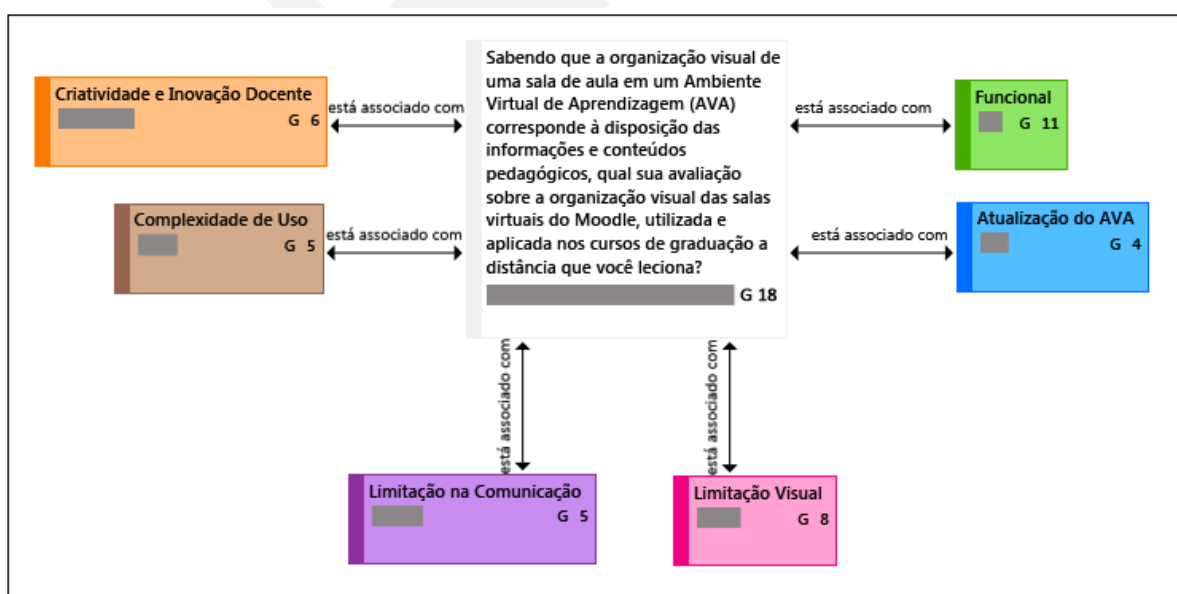 Sabendo que a organização visual de
uma sala de aula em um Ambiente
Virtual de Aprendizagem (AVA)
corresponde à disposição das
informações e conteúdos
pedagógicos, qual sua avaliação
sobre a organização visual das salas
virtuais do Moodle, utilizada e
aplicada nos cursos de graduação a
distância que você leciona?
G 18
Criatividade e Inovação Docente
G 6
está associado com
Funcional
G 11
está associado com
Complexidade de Uso
G 5
está associado com
Atualização do AVA
G 4
está associado com
está associado com
está associado com
Limitação na Comunicação
G 5
Limitação Visual
G 8